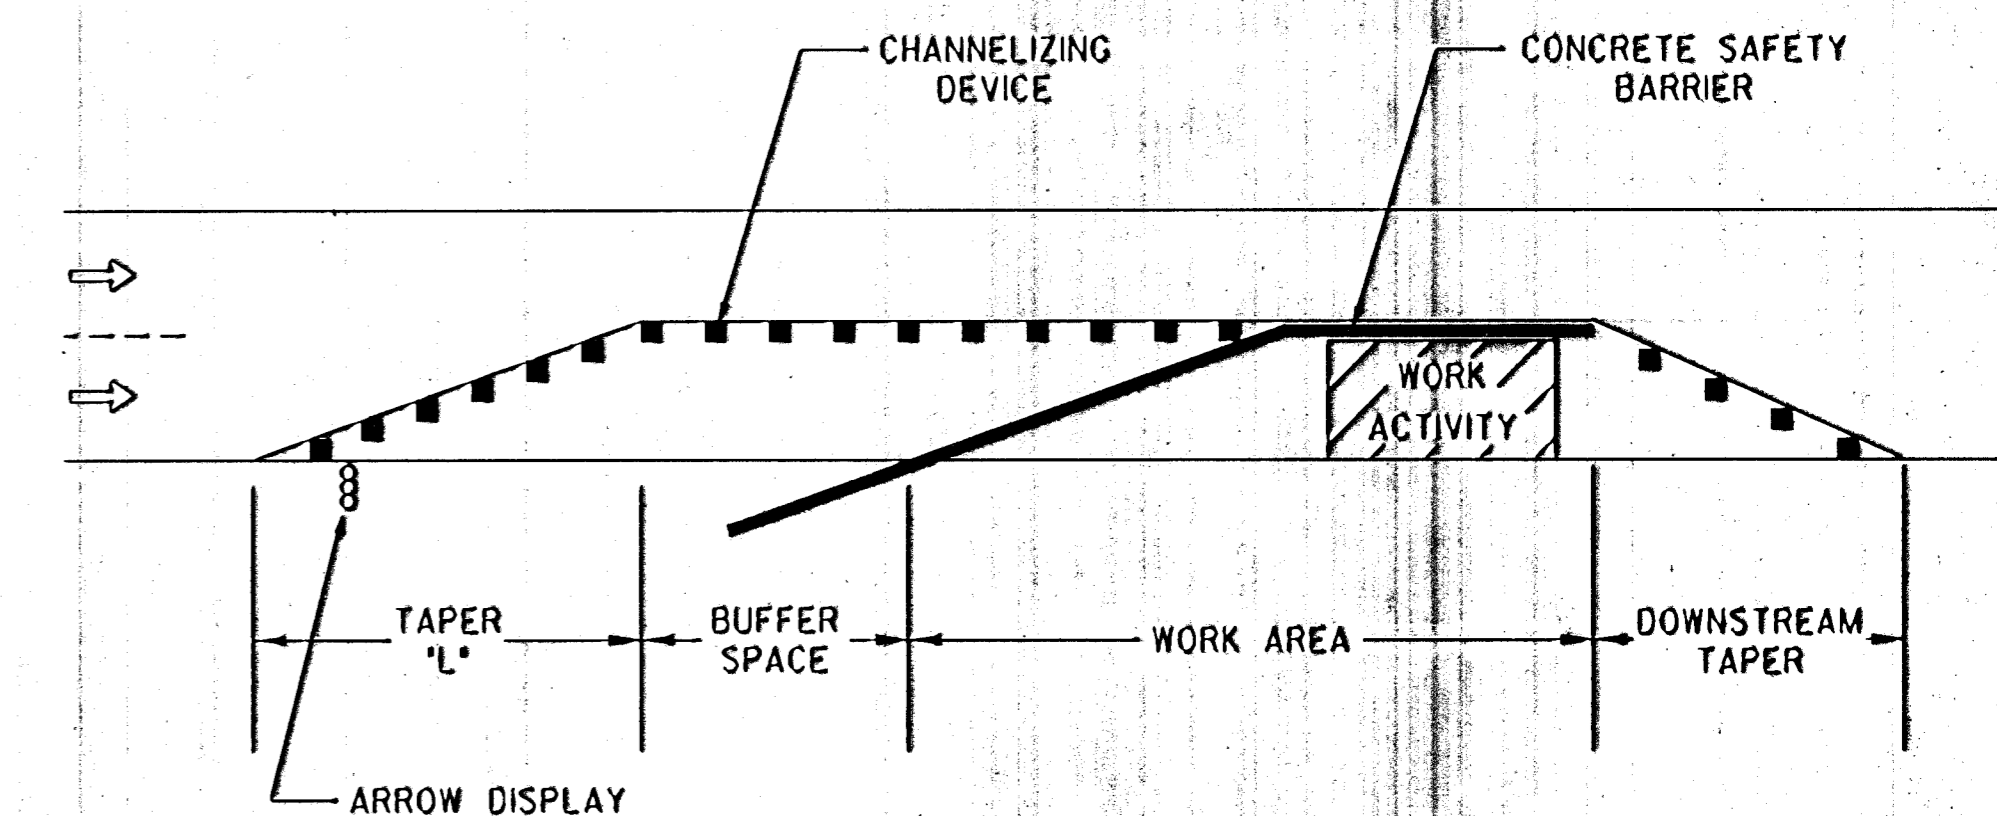 CHANNELIZING
DEVICE
CONCRETE SAFETY
BARRIER
WORK
ACTIVITY
TAPER
"L"
BUFFER
SPACE
WORK AREA
DOWNSTREAM
TAPER
ARROW DISPLAY